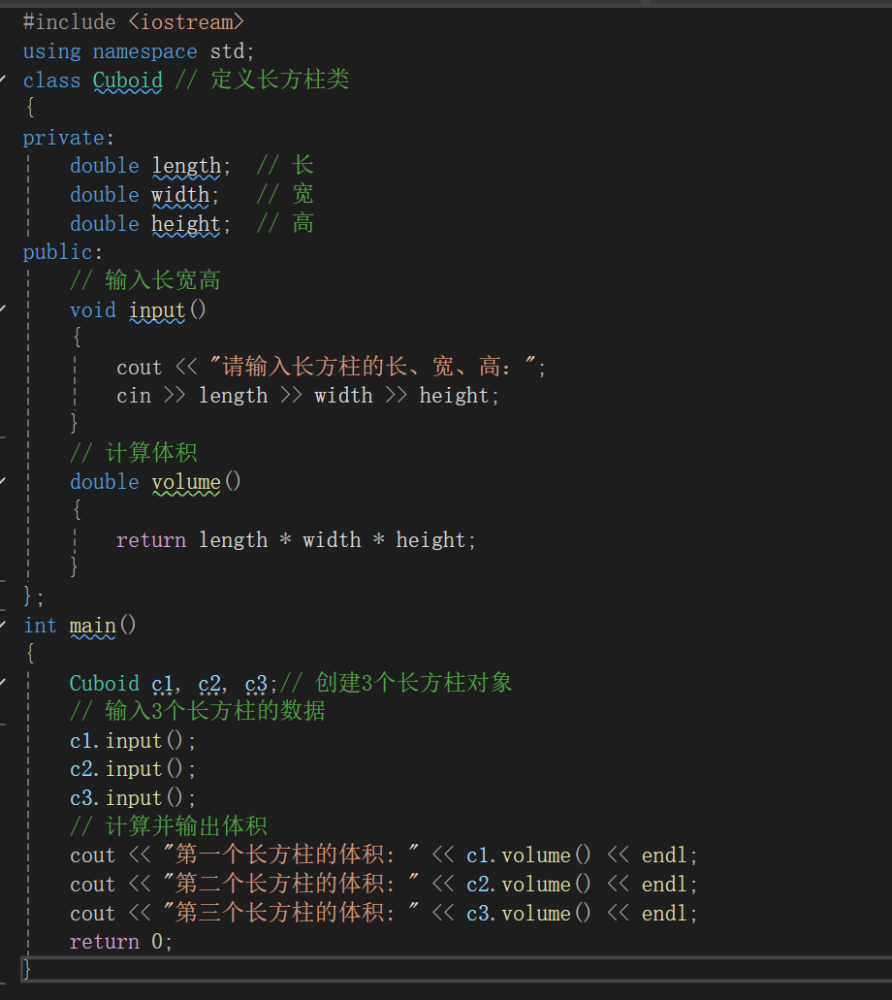 #include <iostream>
using namespace std;
class Cuboid // 定义长方柱类
{
private:
    double length;  // 长
    double width;   // 宽
    double height;  // 高
public:
    // 输入长宽高
    void input()
    {
        cout << "请输入长方柱的长、宽、高：";
        cin >> length >> width >> height;
    }
    // 计算体积
    double volume()
    {
        return length * width * height;
    }
};
int main()
{
    Cuboid c1, c2, c3;// 创建3个长方柱对象
    // 输入3个长方柱的数据
    c1.input();
    c2.input();
    c3.input();
    // 计算并输出体积
    cout << "第一个长方柱的体积: " << c1.volume() << endl;
    cout << "第二个长方柱的体积: " << c2.volume() << endl;
    cout << "第三个长方柱的体积: " << c3.volume() << endl;
    return 0;
}